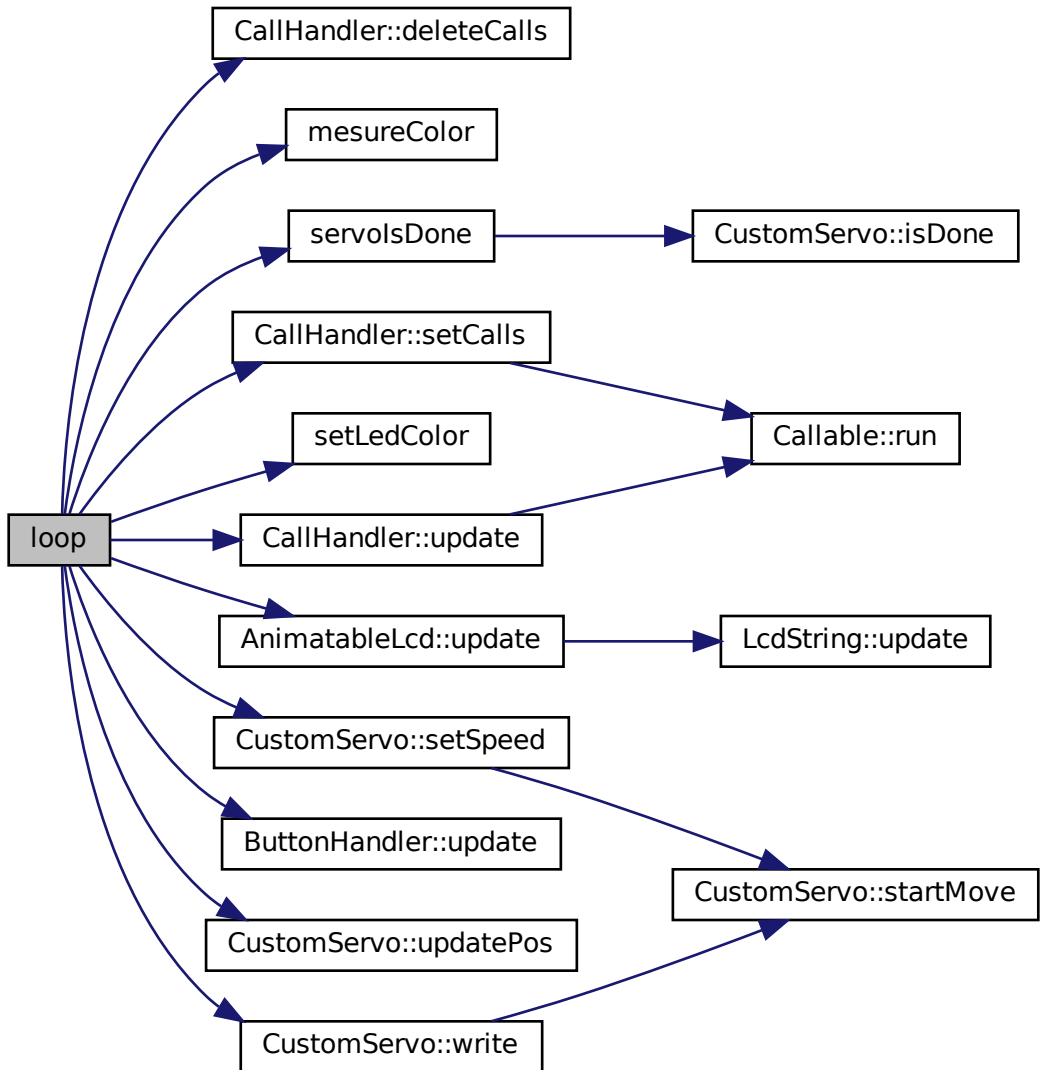 CallHandler::deleteCalls
mesureColor
servoIsDone
CustomServo::isDone
CallHandler::setCalls
setLedColor
Callable::run
loop
CallHandler::update
AnimatableLcd::update
LcdString::update
CustomServo::setSpeed
ButtonHandler::update
CustomServo::startMove
CustomServo::updatePos
CustomServo::write